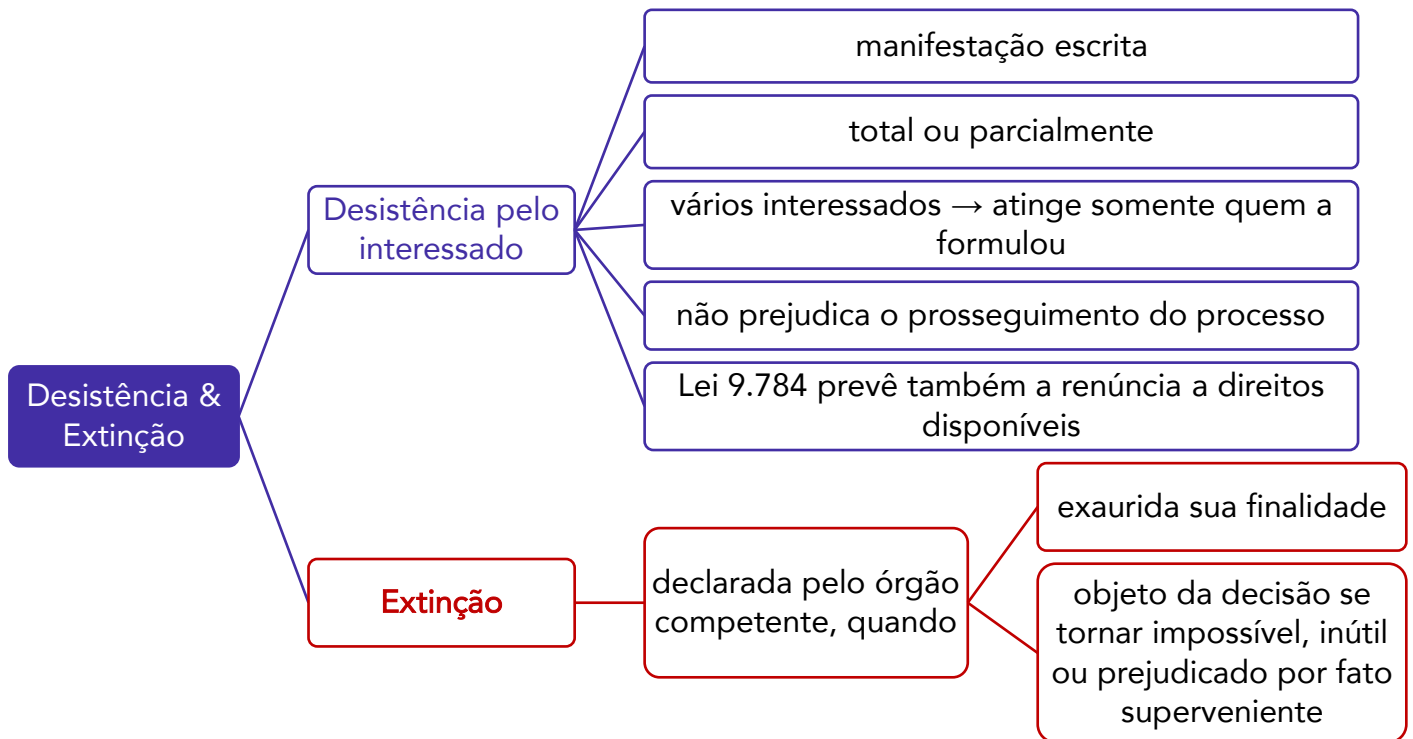 Desistência &
Extinção
Desistência pelo
interessado
manifestação escrita
total ou parcialmente
vários interessados → atinge somente quem a
formulou
não prejudica o prosseguimento do processo
Lei 9.784 prevê também a renúncia a direitos
disponíveis
Extinção
declarada pelo órgão
competente, quando
exaurida sua finalidade
objeto da decisão se
tornar impossível, inútil
ou prejudicado por fato
superveniente